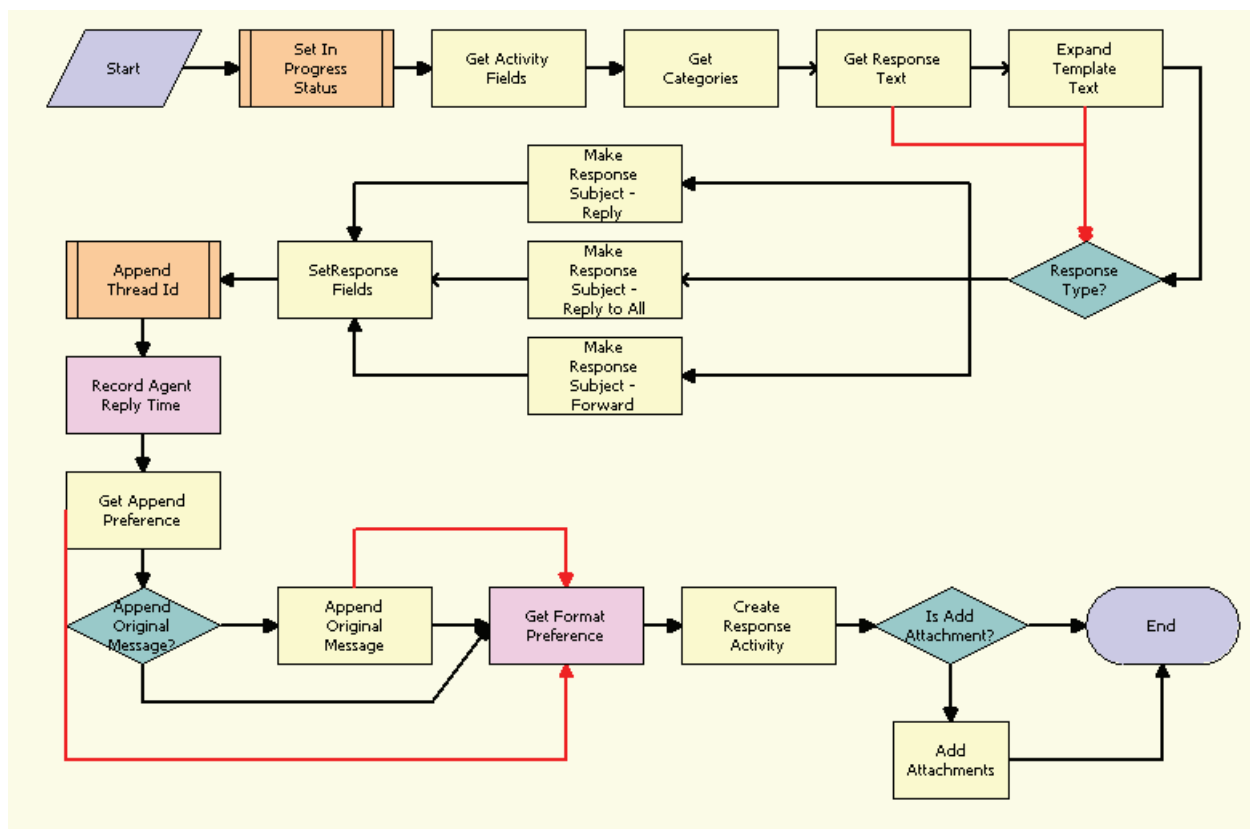 Start
Set In
Progress
Status
Get Activity
Fields
Get
Categories
Get Response
Text
Expand
Template
Text
Make
Response
Subject -
Reply
Append
Thread Id
SetResponse
Fields
Make
Response
Subject -
Reply to All
Response
Type?
Make
Response
Subject -
Forward
Record Agent
Reply Time
Get Append
Preference
Append
Original
Message?
Append
Original
Message
Get Format
Preference
Create
Response
Activity
Is Add
Attachment?
End
Add
Attachments